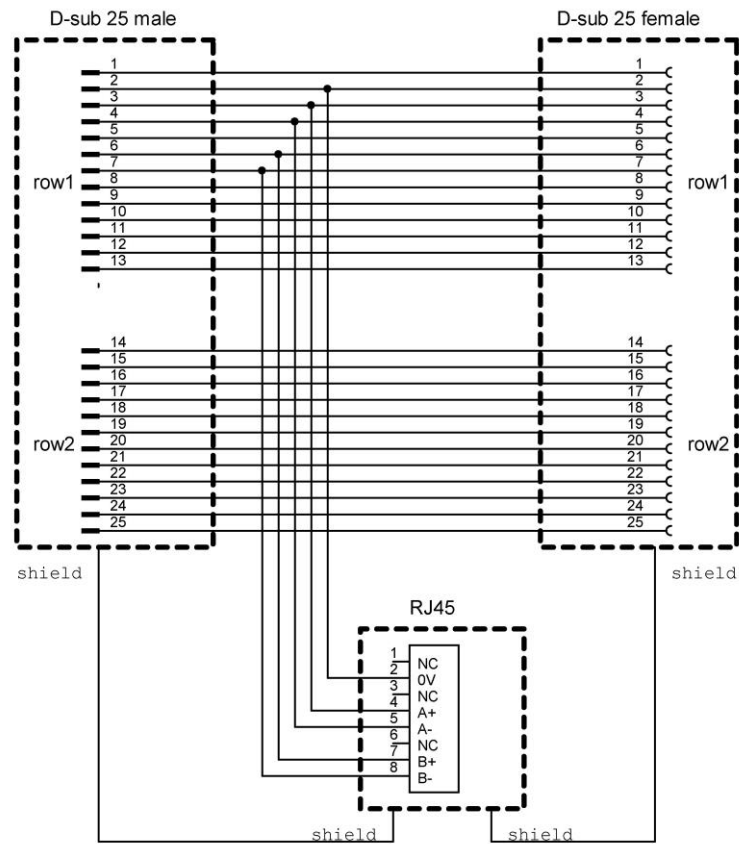 D-sub 25 male D-sub 25 female
1 1
2 2
3 3
4 4
5 5
6 6
7 7
row1 row1
8 8
9 9
10 10
11 11
12 12
13 13
14 14
15 15
16 16
17 17
18 18
19 19
row2 row2
20 20
21 21
22 22
23 23
24 24
25 25
shield shield
RJ45
1 NC
2 0V
3 NC
4 A+
5 A-
6 NC
7 B+
8 B-
shield shield